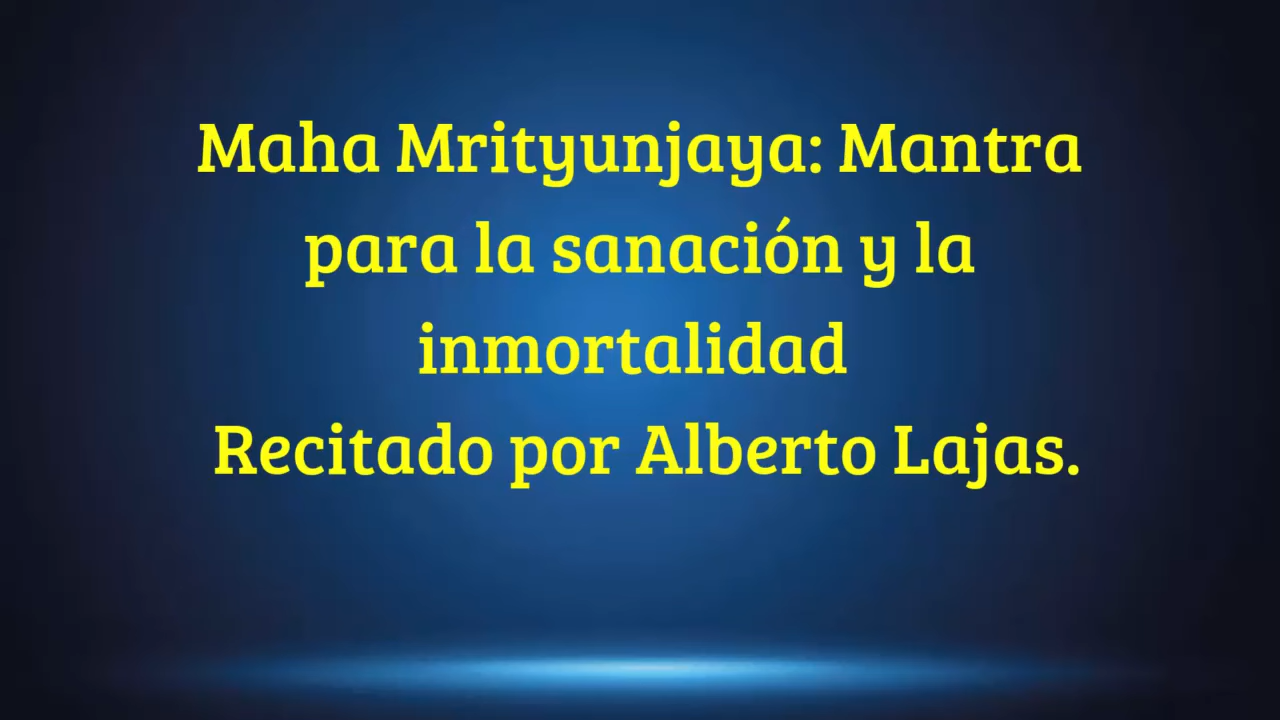 Maha Mrityunjaya: Mantra
para la sanación y la
inmortalidad
Recitado por Alberto Lajas.